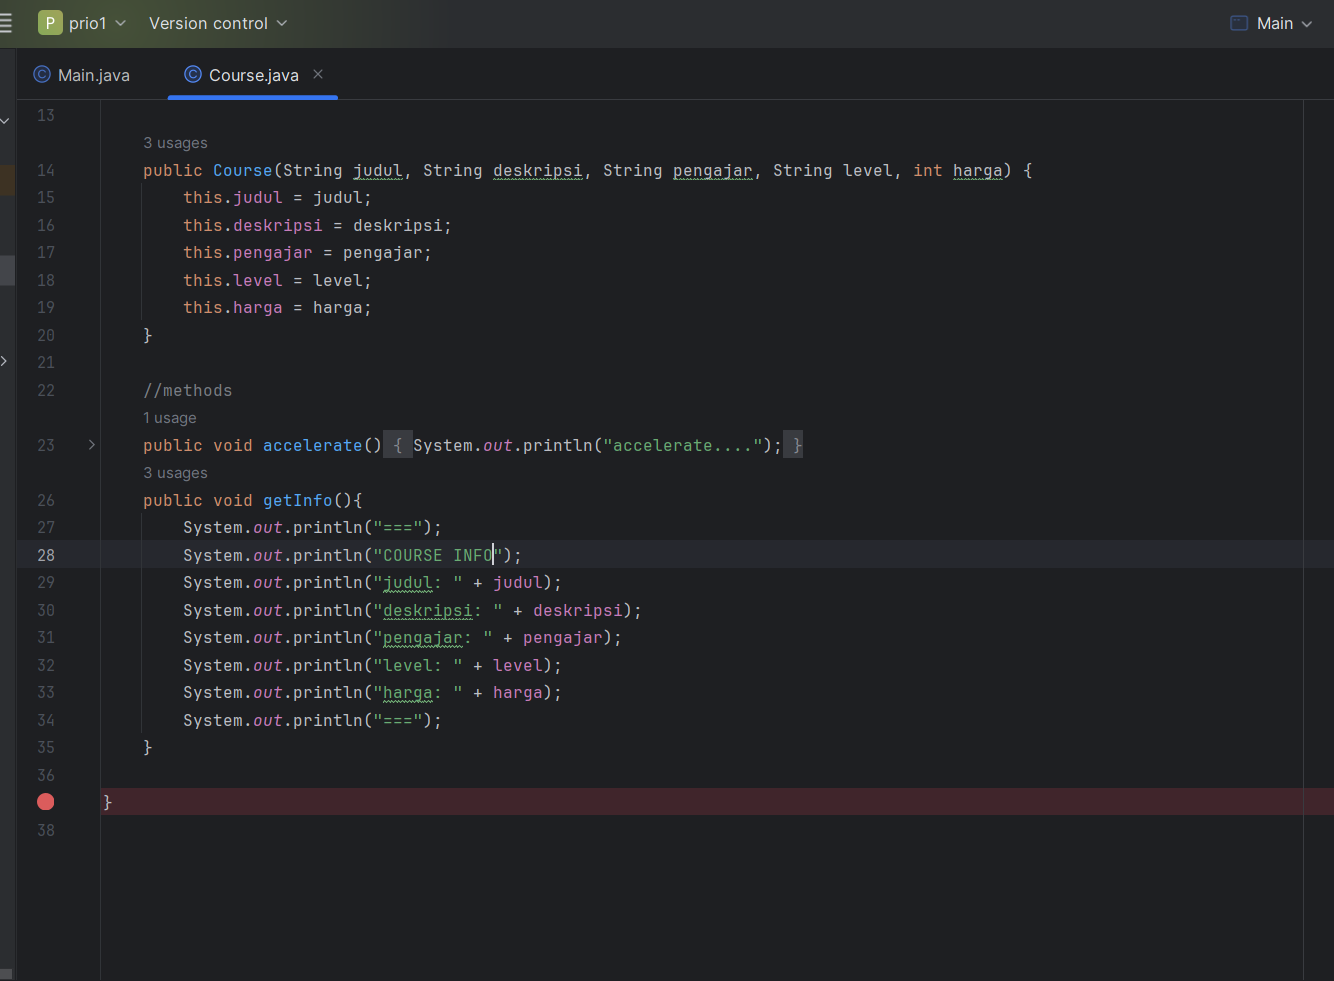 P prio1 Version control Main
Main.java Course.java
13
3 usages
14 public Course(String judul, String deskripsi, String pengajar, String level, int harga) {
15 this.judul = judul;
16 this.deskripsi = deskripsi;
17 this.pengajar = pengajar;
18 this.level = level;
19 this.harga = harga;
20 }
21
22 //methods
1 usage
23 public void accelerate() { System.out.println("accelerate...."); }
3 usages
26 public void getInfo(){
27 System.out.println("===");
28 System.out.println("COURSE INFO");
29 System.out.println("judul: " + judul);
30 System.out.println("deskripsi: " + deskripsi);
31 System.out.println("pengajar: " + pengajar);
32 System.out.println("level: " + level);
33 System.out.println("harga: " + harga);
34 System.out.println("===");
35 }
36
}
38